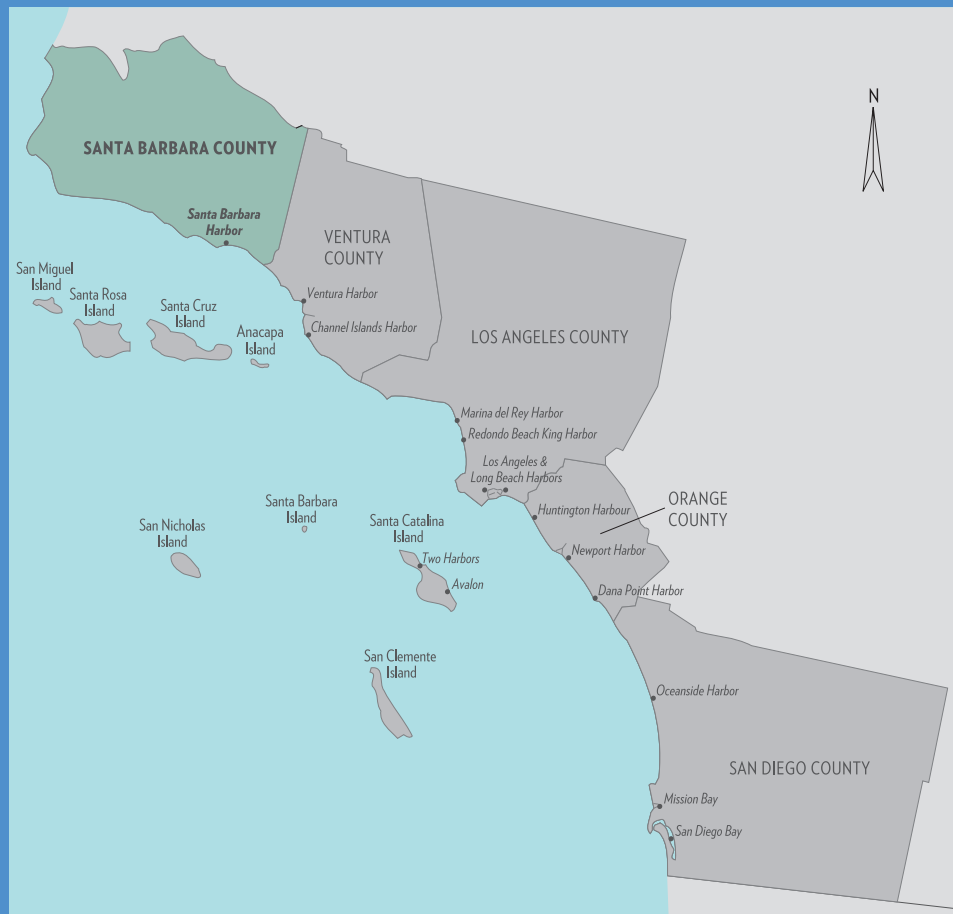 N
SANTA BARBARA COUNTY
Santa Barbara
Harbor
VENTURA
COUNTY
San Miguel
Island
Santa Rosa
Island
Santa Cruz
Island
Anacapa
Island
Ventura Harbor
Channel Islands Harbor
LOS ANGELES COUNTY
Marina del Rey Harbor
Redondo Beach King Harbor
Los Angeles &
Long Beach Harbors
ORANGE
COUNTY
Huntington Harbour
Santa Barbara
Island
San Nicholas
Island
Santa Catalina
Island
Two Harbors
Avalon
Newport Harbor
Dana Point Harbor
San Clemente
Island
Oceanside Harbor
SAN DIEGO COUNTY
Mission Bay
San Diego Bay